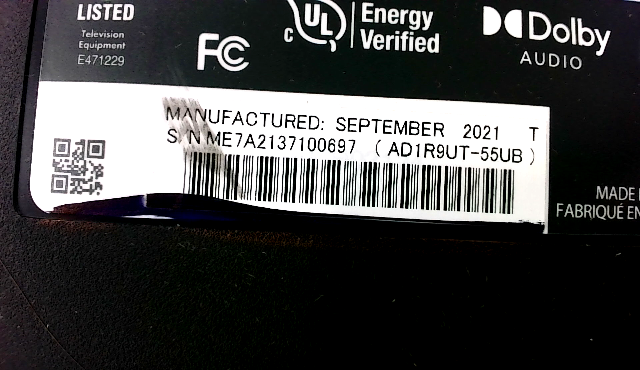 LISTED
Television
Equipment
E471229
FC
C UL
Energy
Verified
Dolby
AUDIO
MANUFACTURED: SEPTEMBER 2021 T
S/N ME7A2137100697 (AD1R9UT-55UB)
MADE
FABRIQUÉ EN